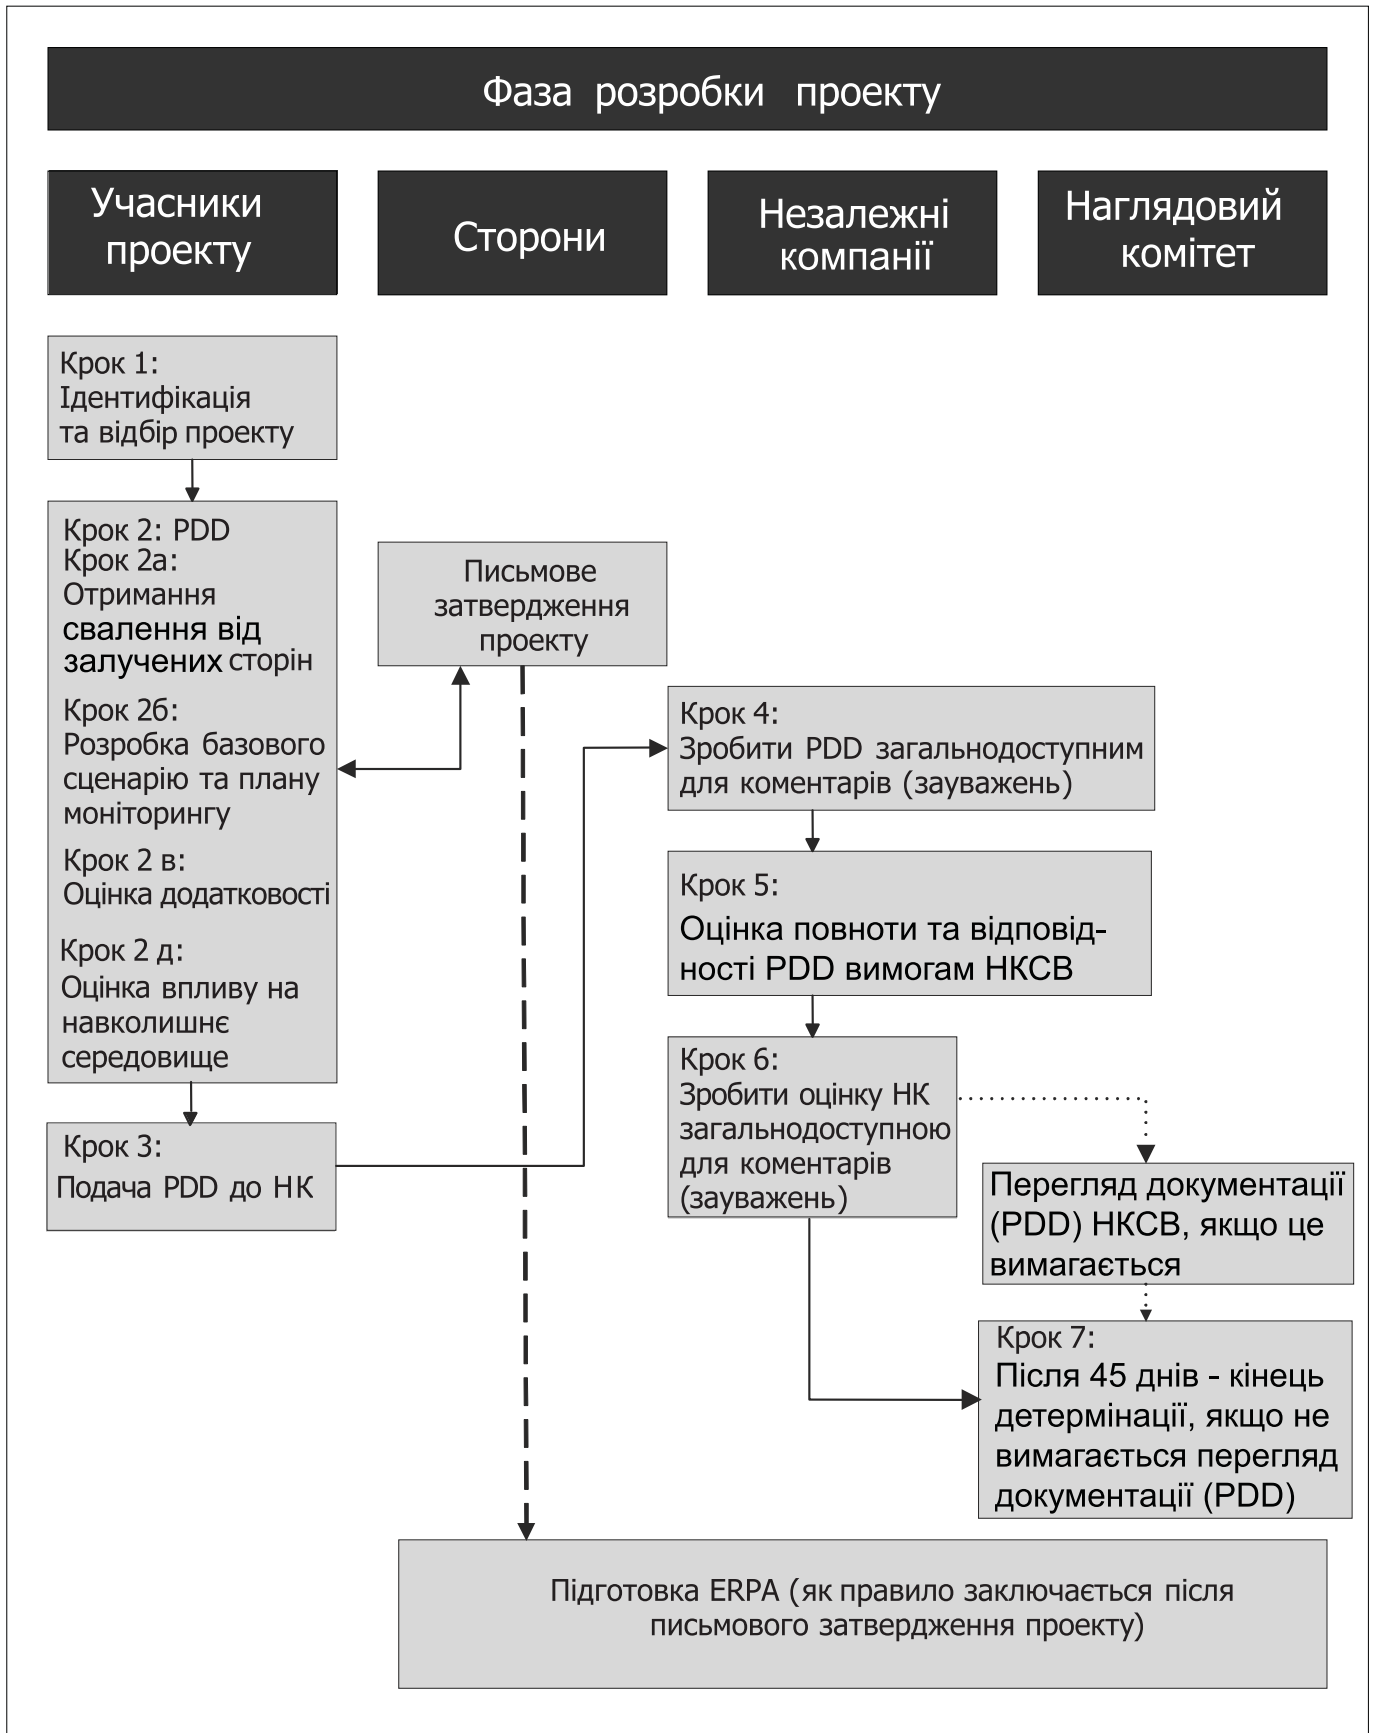 Фаза розробки проекту
Учасники
проекту
Сторони
Незалежні
компанії
Наглядовий
комітет
Крок 1:
Ідентифікація
та відбір проекту
Крок 2: PDD
Крок 2а:
Отримання
свалення від
залучених сторін
Крок 2б:
Розробка базового
сценарію та плану
моніторингу
Крок 2 в:
Оцінка додатковості
Крок 2 д:
Оцінка впливу на
навколишнє
середовище
Крок 3:
Подача PDD до НК
Письмове
затвердження
проекту
Крок 4:
Зробити PDD загальнодоступним
для коментарів (зауважень)
Крок 5:
Оцінка повноти та відповід-
ності PDD вимогам НКСВ
Крок 6:
Зробити оцінку НК
загальнодоступною
для коментарів
(зауважень)
Перегляд документації
(PDD) НКСВ, якщо це
вимагається
Крок 7:
Після 45 днів - кінець
детермінації, якщо не
вимагається перегляд
документації (PDD)
Підготовка ERPA (як правило заключається після
письмового затвердження проекту)